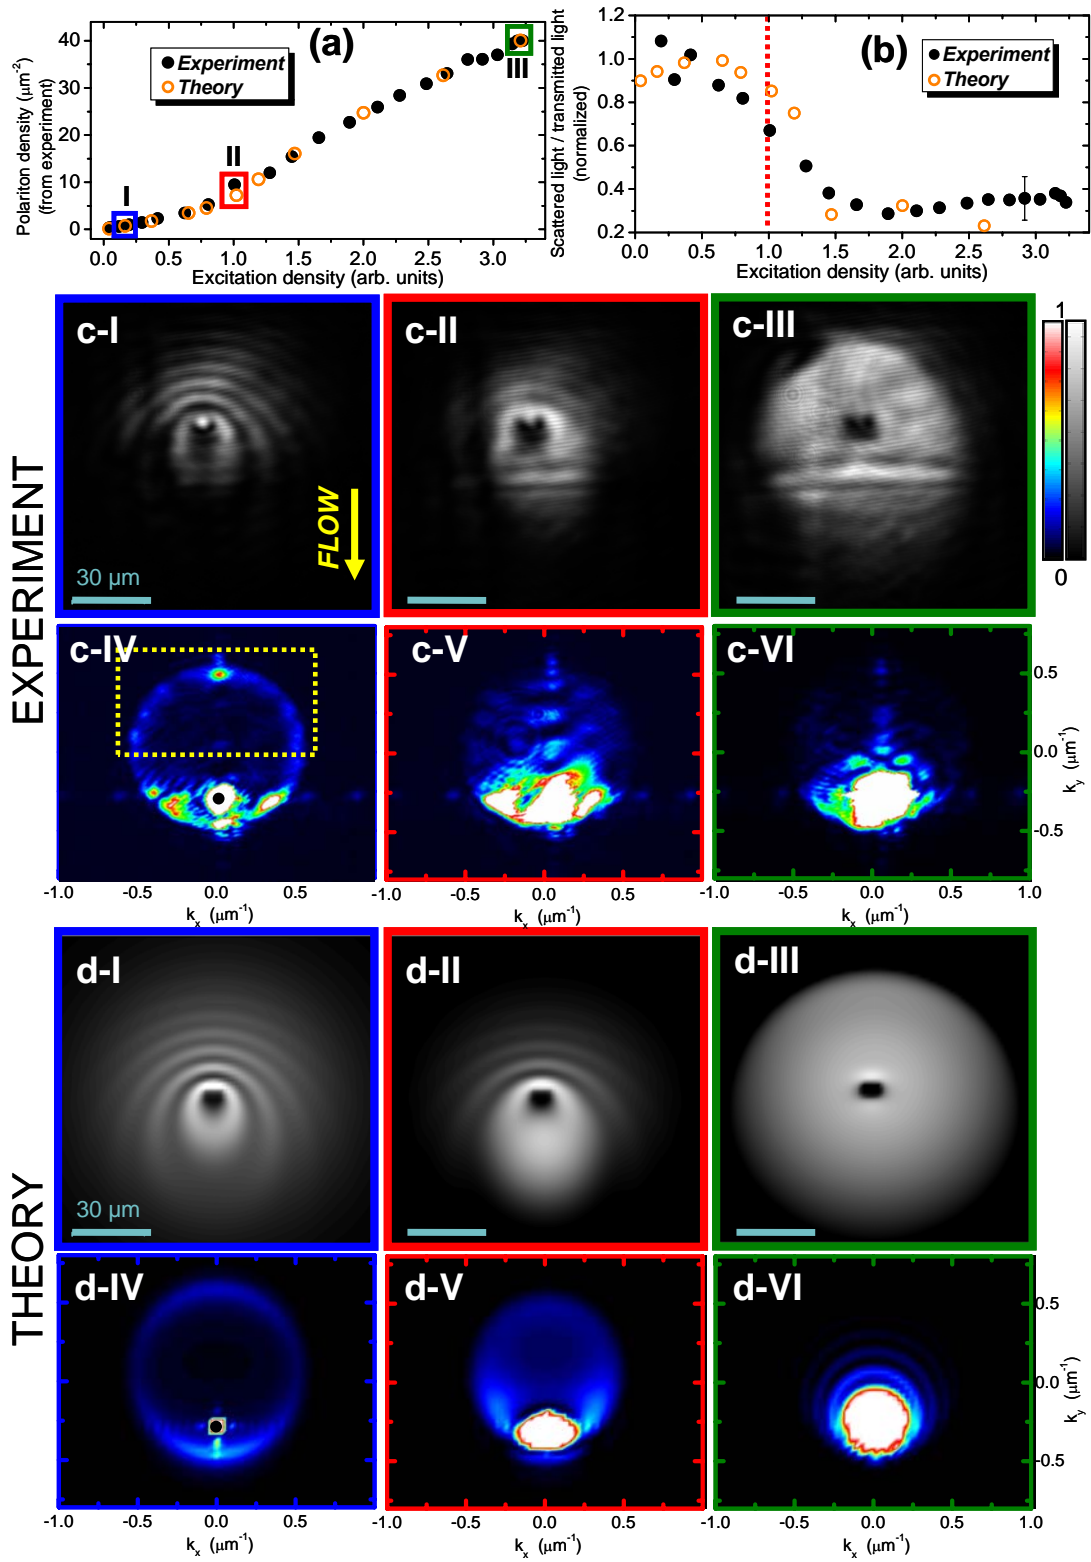 (a)
Experiment
Theory
I
II
III
40
30
20
10
0
Polariton density (μm-2)
(from experiment)
0.0 0.5 1.0 1.5 2.0 2.5 3.0
Excitation density (arb. units)
(b)
Experiment
Theory
1.2
1.0
0.8
0.6
0.4
0.2
Scattered light / transmitted light
(normalized)
0.0 0.5 1.0 1.5 2.0 2.5 3.0
Excitation density (arb. units)
EXPERIMENT
c-I
FLOW
30 μm
c-II
c-III
1
0
c-IV
c-V
c-VI
0.5
0.0
-0.5
ky (μm-1)
-1.0 -0.5 0.0 0.5 -1.0 -0.5 0.0 0.5 -1.0 -0.5 0.0 0.5 1.0
kx (μm-1) kx (μm-1) kx (μm-1)
THEORY
d-I
30 μm
d-II
d-III
d-IV
d-V
d-VI
0.5
0.0
-0.5
ky (μm-1)
-1.0 -0.5 0.0 0.5 -1.0 -0.5 0.0 0.5 -1.0 -0.5 0.0 0.5 1.0
kx (μm-1) kx (μm-1) kx (μm-1)